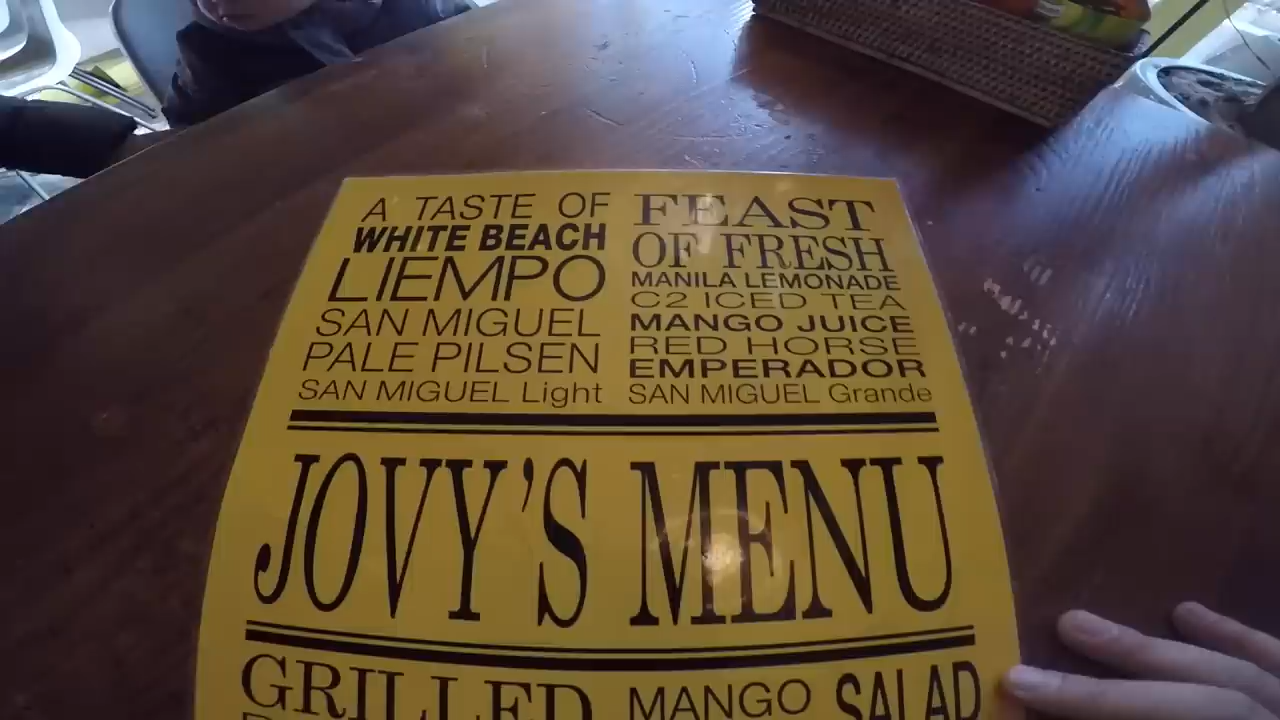 A TASTE OF
WHITE BEACH
LIEMPO
SAN MIGUEL
PALE PILSEN
SAN MIGUEL Light
FEAST
OF FRESH
MANILA LEMONADE
C2 ICED TEA
MANGO JUICE
RED HORSE
EMPERADOR
SAN MIGUEL Grande
JOVY'S MENU
GRILLED
MANGO SALAD